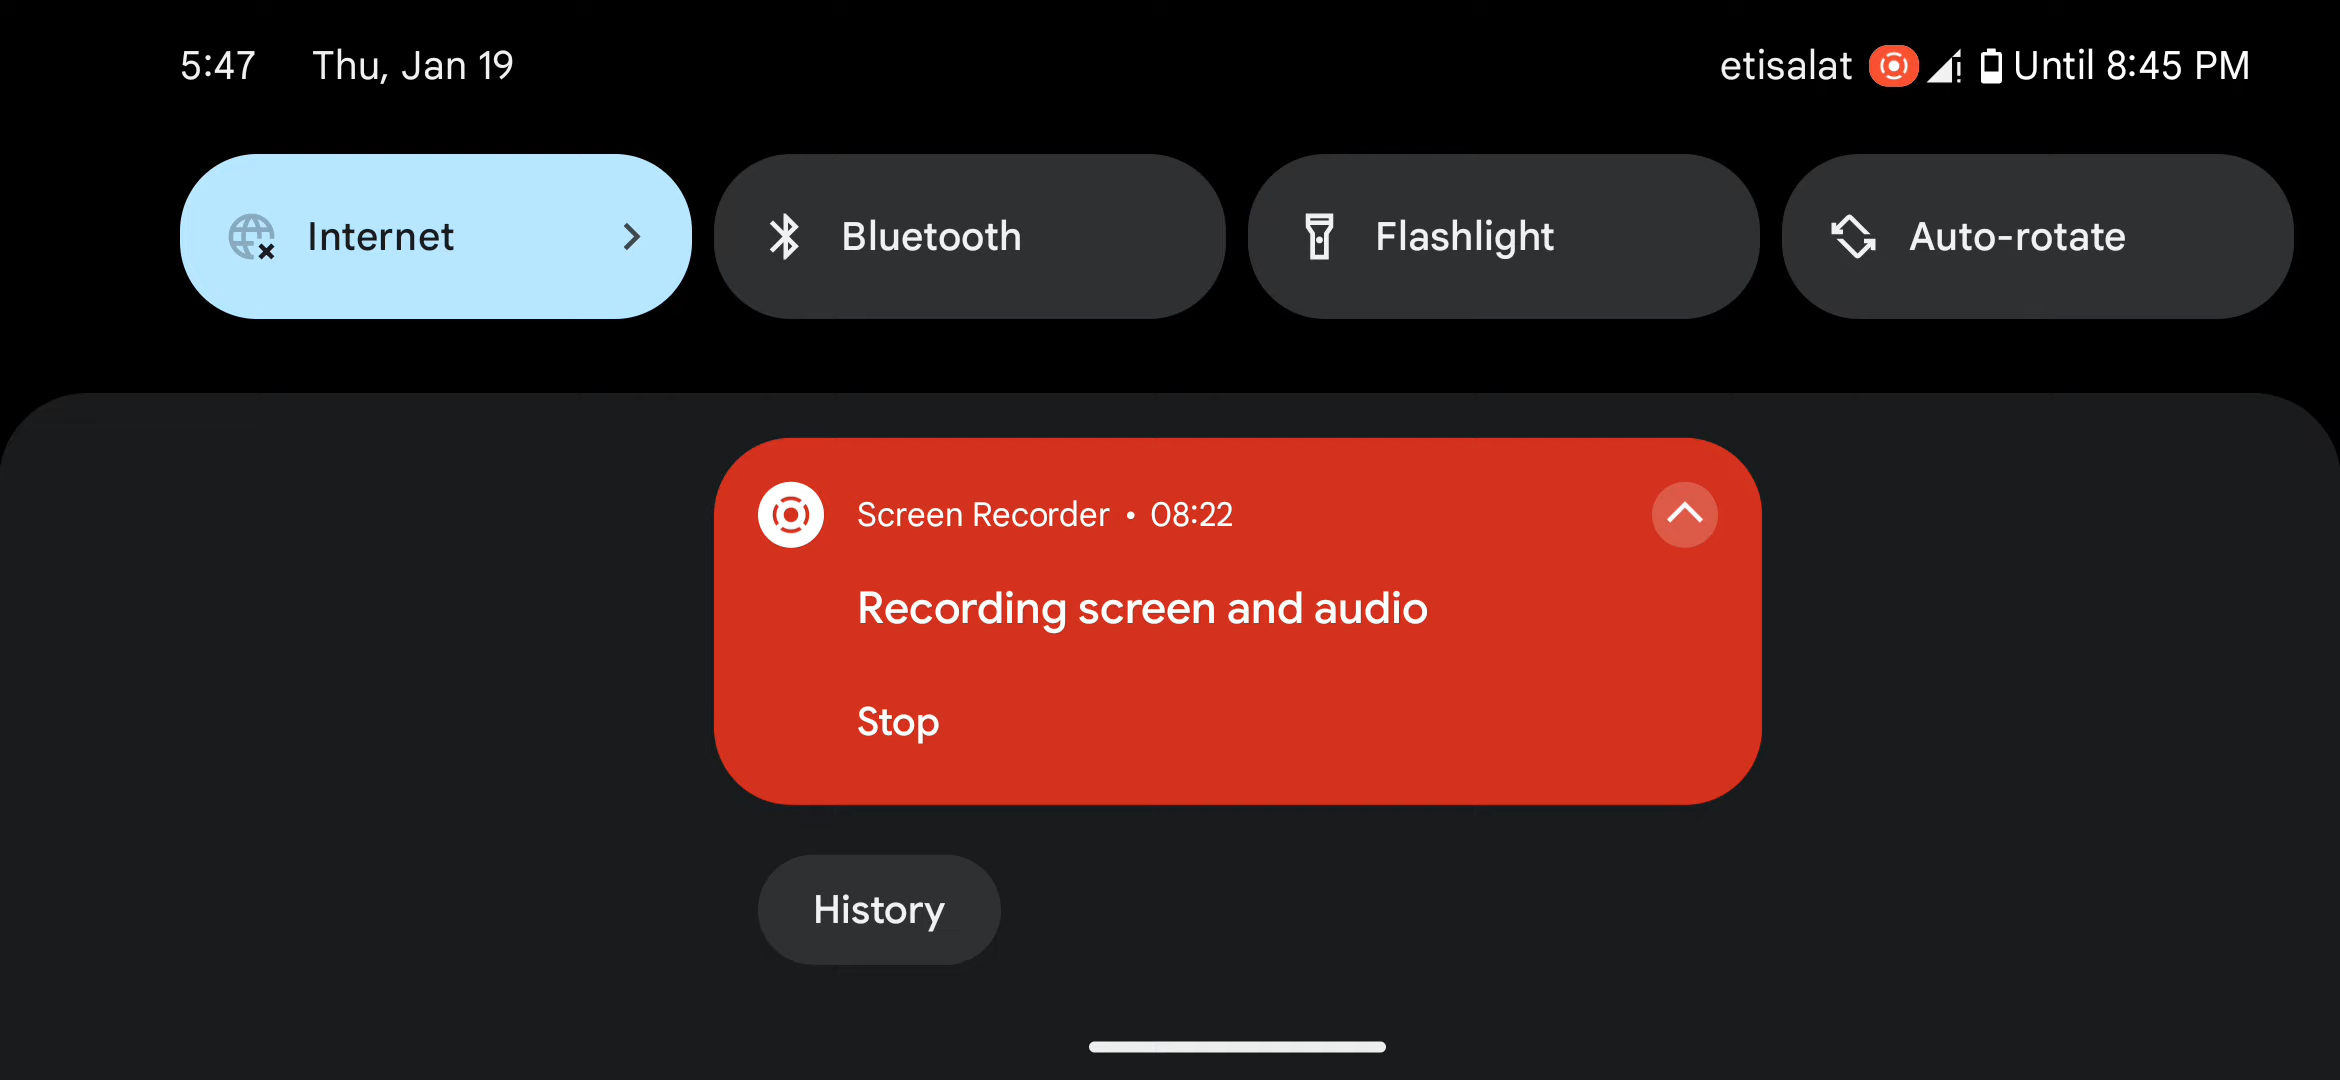 5:47 Thu, Jan 19 etisalat Until 8:45 PM
Internet Bluetooth Flashlight Auto-rotate
Screen Recorder • 08:22
Recording screen and audio
Stop
History